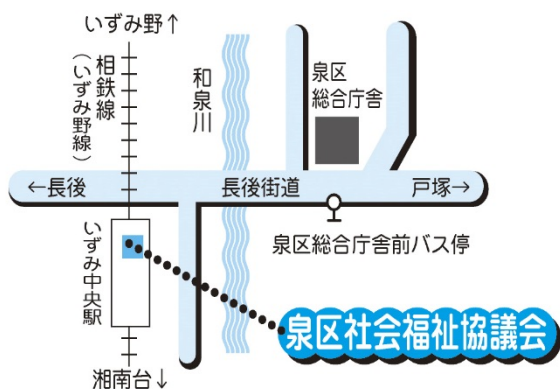 いずみ野↑
相鉄線
（いずみ野線）
和泉川
泉区
総合庁舎
←長後
長後街道
戸塚→
いずみ中央駅
泉区総合庁舎前バス停
泉区社会福祉協議会
湘南台↓